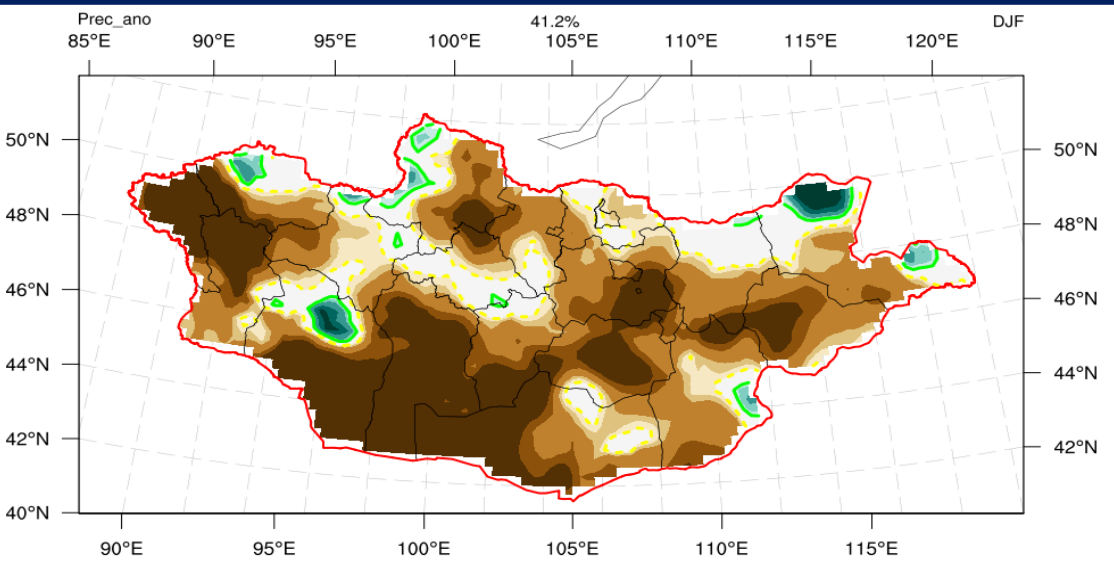 Prec_ano 41.2% DJF
85°E 90°E 95°E 100°E 105°E 110°E 115°E 120°E
50°N 50°N
48°N 48°N
46°N 46°N
44°N 44°N
42°N 42°N
40°N
90°E 95°E 100°E 105°E 110°E 115°E